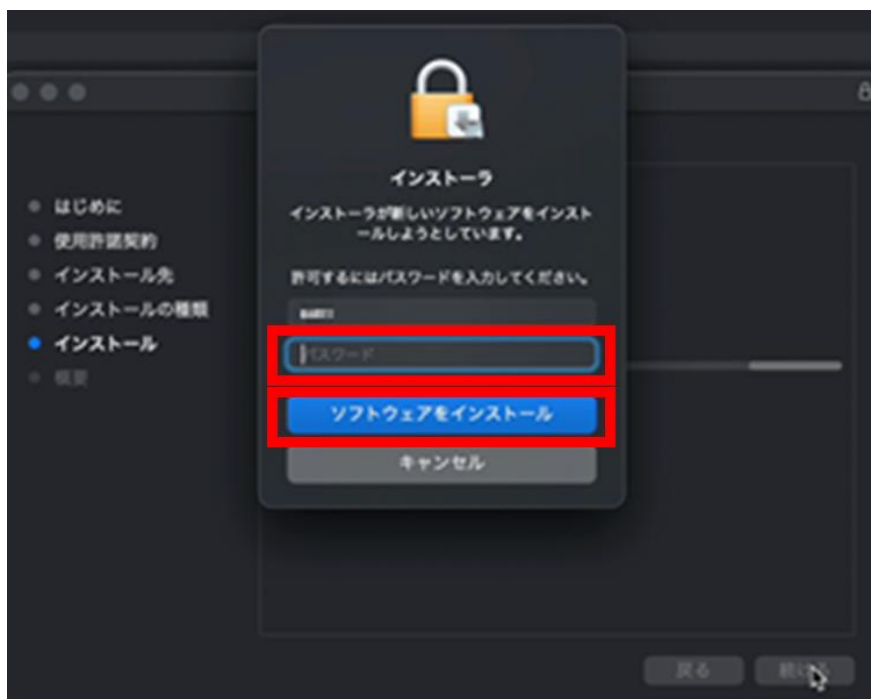 はじめに
使用許諾契約
インストール先
インストールの種類
インストール
概要
インストーラ
インストーラが新しいソフトウェアをインスト
ールしようとしています。
許可するにはパスワードを入力してください。
パスワード
ソフトウェアをインストール
キャンセル
戻る
続ける